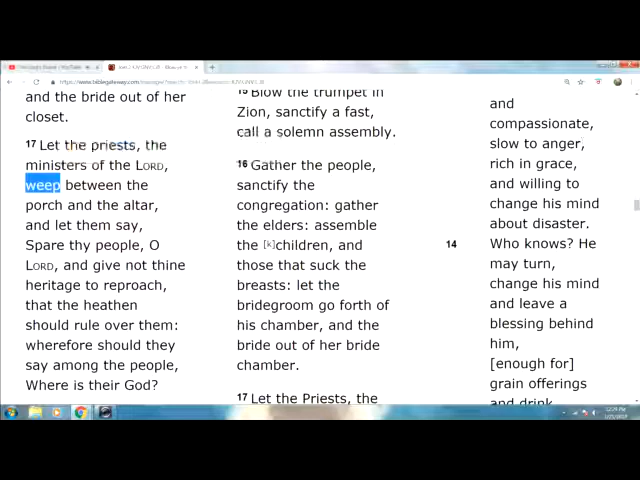 and the bride out of her
closet.
17 Let the priests, the
ministers of the LORD,
weep between the
porch and the altar,
and let them say,
Spare thy people, O
LORD, and give not thine
heritage to reproach,
that the heathen
should rule over them:
wherefore should they
say among the people,
Where is their God?
15 Blow the trumpet in
Zion, sanctify a fast,
call a solemn assembly.
16 Gather the people,
sanctify the
congregation: gather
the elders: assemble
the [k]children, and
those that suck the
breasts: let the
bridegroom go forth of
his chamber, and the
bride out of her bride
chamber.
17 Let the Priests, the
and
compassionate,
slow to anger,
rich in grace,
and willing to
change his mind
about disaster.
14 Who knows? He
may turn,
change his mind
and leave a
blessing behind
him,
[enough for]
grain offerings
and drink